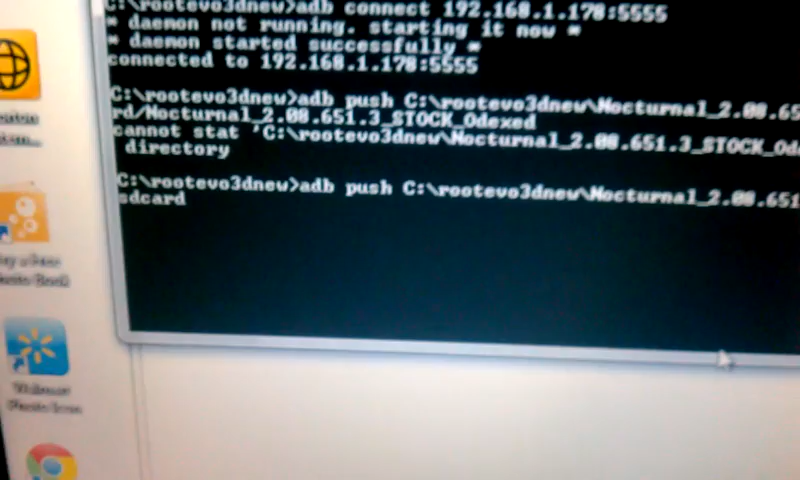 C:\rootevo3dnew>adb connect 192.168.1.178:5555
* daemon not running. starting it now *
* daemon started successfully *
connected to 192.168.1.178:5555
C:\rootevo3dnew>adb push C:\rootevo3dnew\Nocturnal_2.08.65
rd/Nocturnal_2.08.651.3_STOCK_Odexed
cannot stat 'C:\rootevo3dnew\Nocturnal_2.08.651.3_STOCK_Od
directory
C:\rootevo3dnew>adb push C:\rootevo3dnew\Nocturnal_2.08.651
sdcard
Walmart